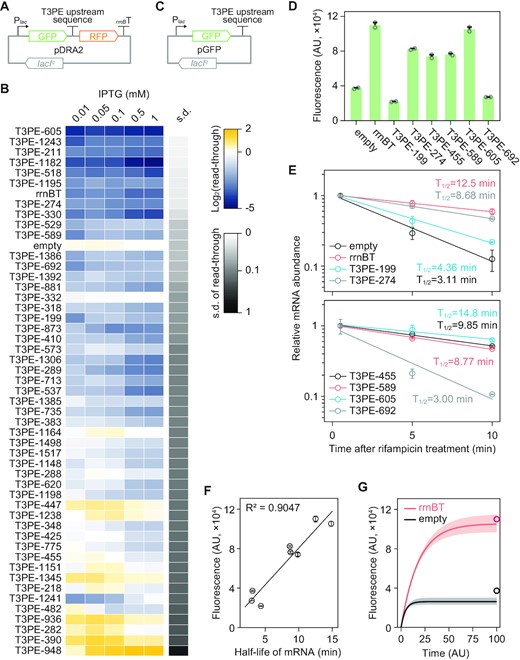 A
T3PE upstream
sequence
Plac
rrnBT
GFP
RFP
pDRA2
lacIq
C
T3PE upstream
sequence
Plac
GFP
pGFP
lacIq
D
Fluorescence (AU, ×10⁴)
12
8
4
0
empty
rrnBT
T3PE-199
T3PE-274
T3PE-455
T3PE-589
T3PE-605
T3PE-692
B
IPTG (mM)
0.01
0.05
0.1
0.5
1
s.d.
T3PE-605
T3PE-1243
T3PE-211
T3PE-1182
T3PE-518
T3PE-1195
rrnBT
T3PE-274
T3PE-330
T3PE-529
T3PE-589
empty
T3PE-1386
T3PE-692
T3PE-1392
T3PE-881
T3PE-332
T3PE-318
T3PE-199
T3PE-873
T3PE-410
T3PE-573
T3PE-1306
T3PE-289
T3PE-713
T3PE-537
T3PE-1385
T3PE-735
T3PE-383
T3PE-1164
T3PE-1498
T3PE-1517
T3PE-1148
T3PE-288
T3PE-620
T3PE-1198
T3PE-447
T3PE-1238
T3PE-348
T3PE-425
T3PE-775
T3PE-455
T3PE-1151
T3PE-1345
T3PE-218
T3PE-1241
T3PE-482
T3PE-936
T3PE-282
T3PE-390
T3PE-948
Log₂(read-through)
2
0
-5
s.d. of read-through
0
0.1
1
E
Relative mRNA abundance
1
0.1
T1/2=12.5 min
T1/2=8.68 min
T1/2=4.36 min
T1/2=3.11 min
empty
rrnBT
T3PE-199
T3PE-274
1
0.1
T1/2=14.8 min
T1/2=9.85 min
T1/2=8.77 min
T1/2=3.00 min
T3PE-455
T3PE-589
T3PE-605
T3PE-692
0
5
10
Time after rifampicin treatment (min)
F
R² = 0.9047
Fluorescence (AU, ×10⁴)
12
8
4
0
0
5
10
15
Half-life of mRNA (min)
G
rrnBT
empty
Fluorescence (AU, ×10⁴)
12
8
4
0
0
50
100
Time (AU)